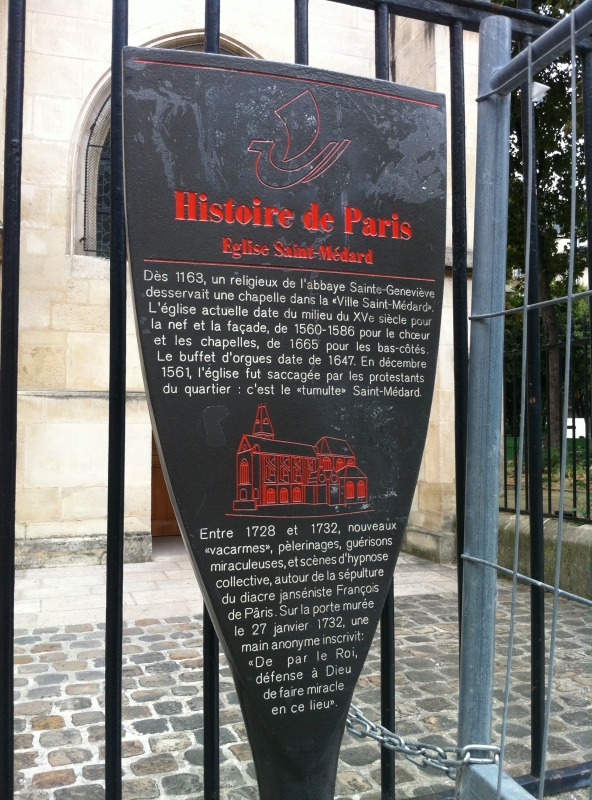 Histoire de Paris
Eglise Saint-Médard
Dès 1163, un religieux de l'abbaye Sainte-Geneviève
desservait une chapelle dans la «Ville Saint-Médard».
L'église actuelle date du milieu du XVe siècle pour
la nef et la façade, de 1560-1586 pour le chœur
et les chapelles, de 1665 pour les bas-côtés.
Le buffet d'orgues date de 1647. En décembre
1561, l'église fut saccagée par les protestants
du quartier : c'est le «tumulte» Saint-Médard.
Entre 1728 et 1732, nouveaux
«vacarmes», pèlerinages, guérisons
miraculeuses, et scènes d'hypnose
collective, autour de la sépulture
du diacre janséniste François
de Pâris. Sur la porte murée
le 27 janvier 1732, une
main anonyme inscrivit:
«De par le Roi,
défense à Dieu
de faire miracle
en ce lieu».